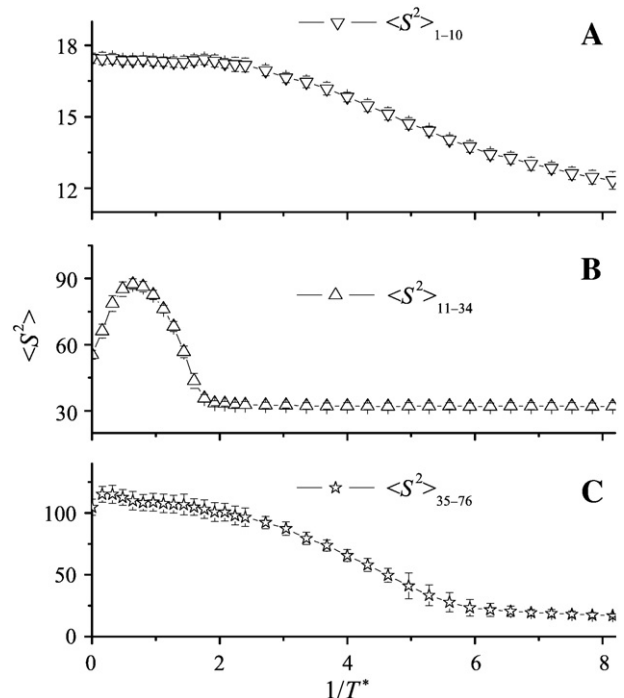 <S²>₁₋₁₀
A
18
15
12
<S²>₁₁₋₃₄
B
90
60
30
<S²>
<S²>₃₅₋₇₆
C
100
50
0
0 2 4 6 8
1/T*